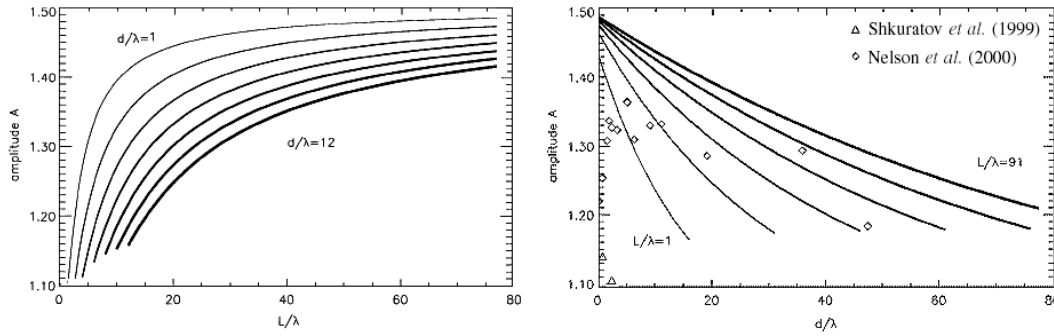 1.50
1.40
1.30
1.20
1.10
amplitude A
d/λ=1
d/λ=12
0
20
40
60
80
L/λ
1.50
1.40
1.30
1.20
1.10
amplitude A
△ Shkuratov et al. (1999)
◇ Nelson et al. (2000)
L/λ=91
L/λ=1
0
20
40
60
80
d/λ